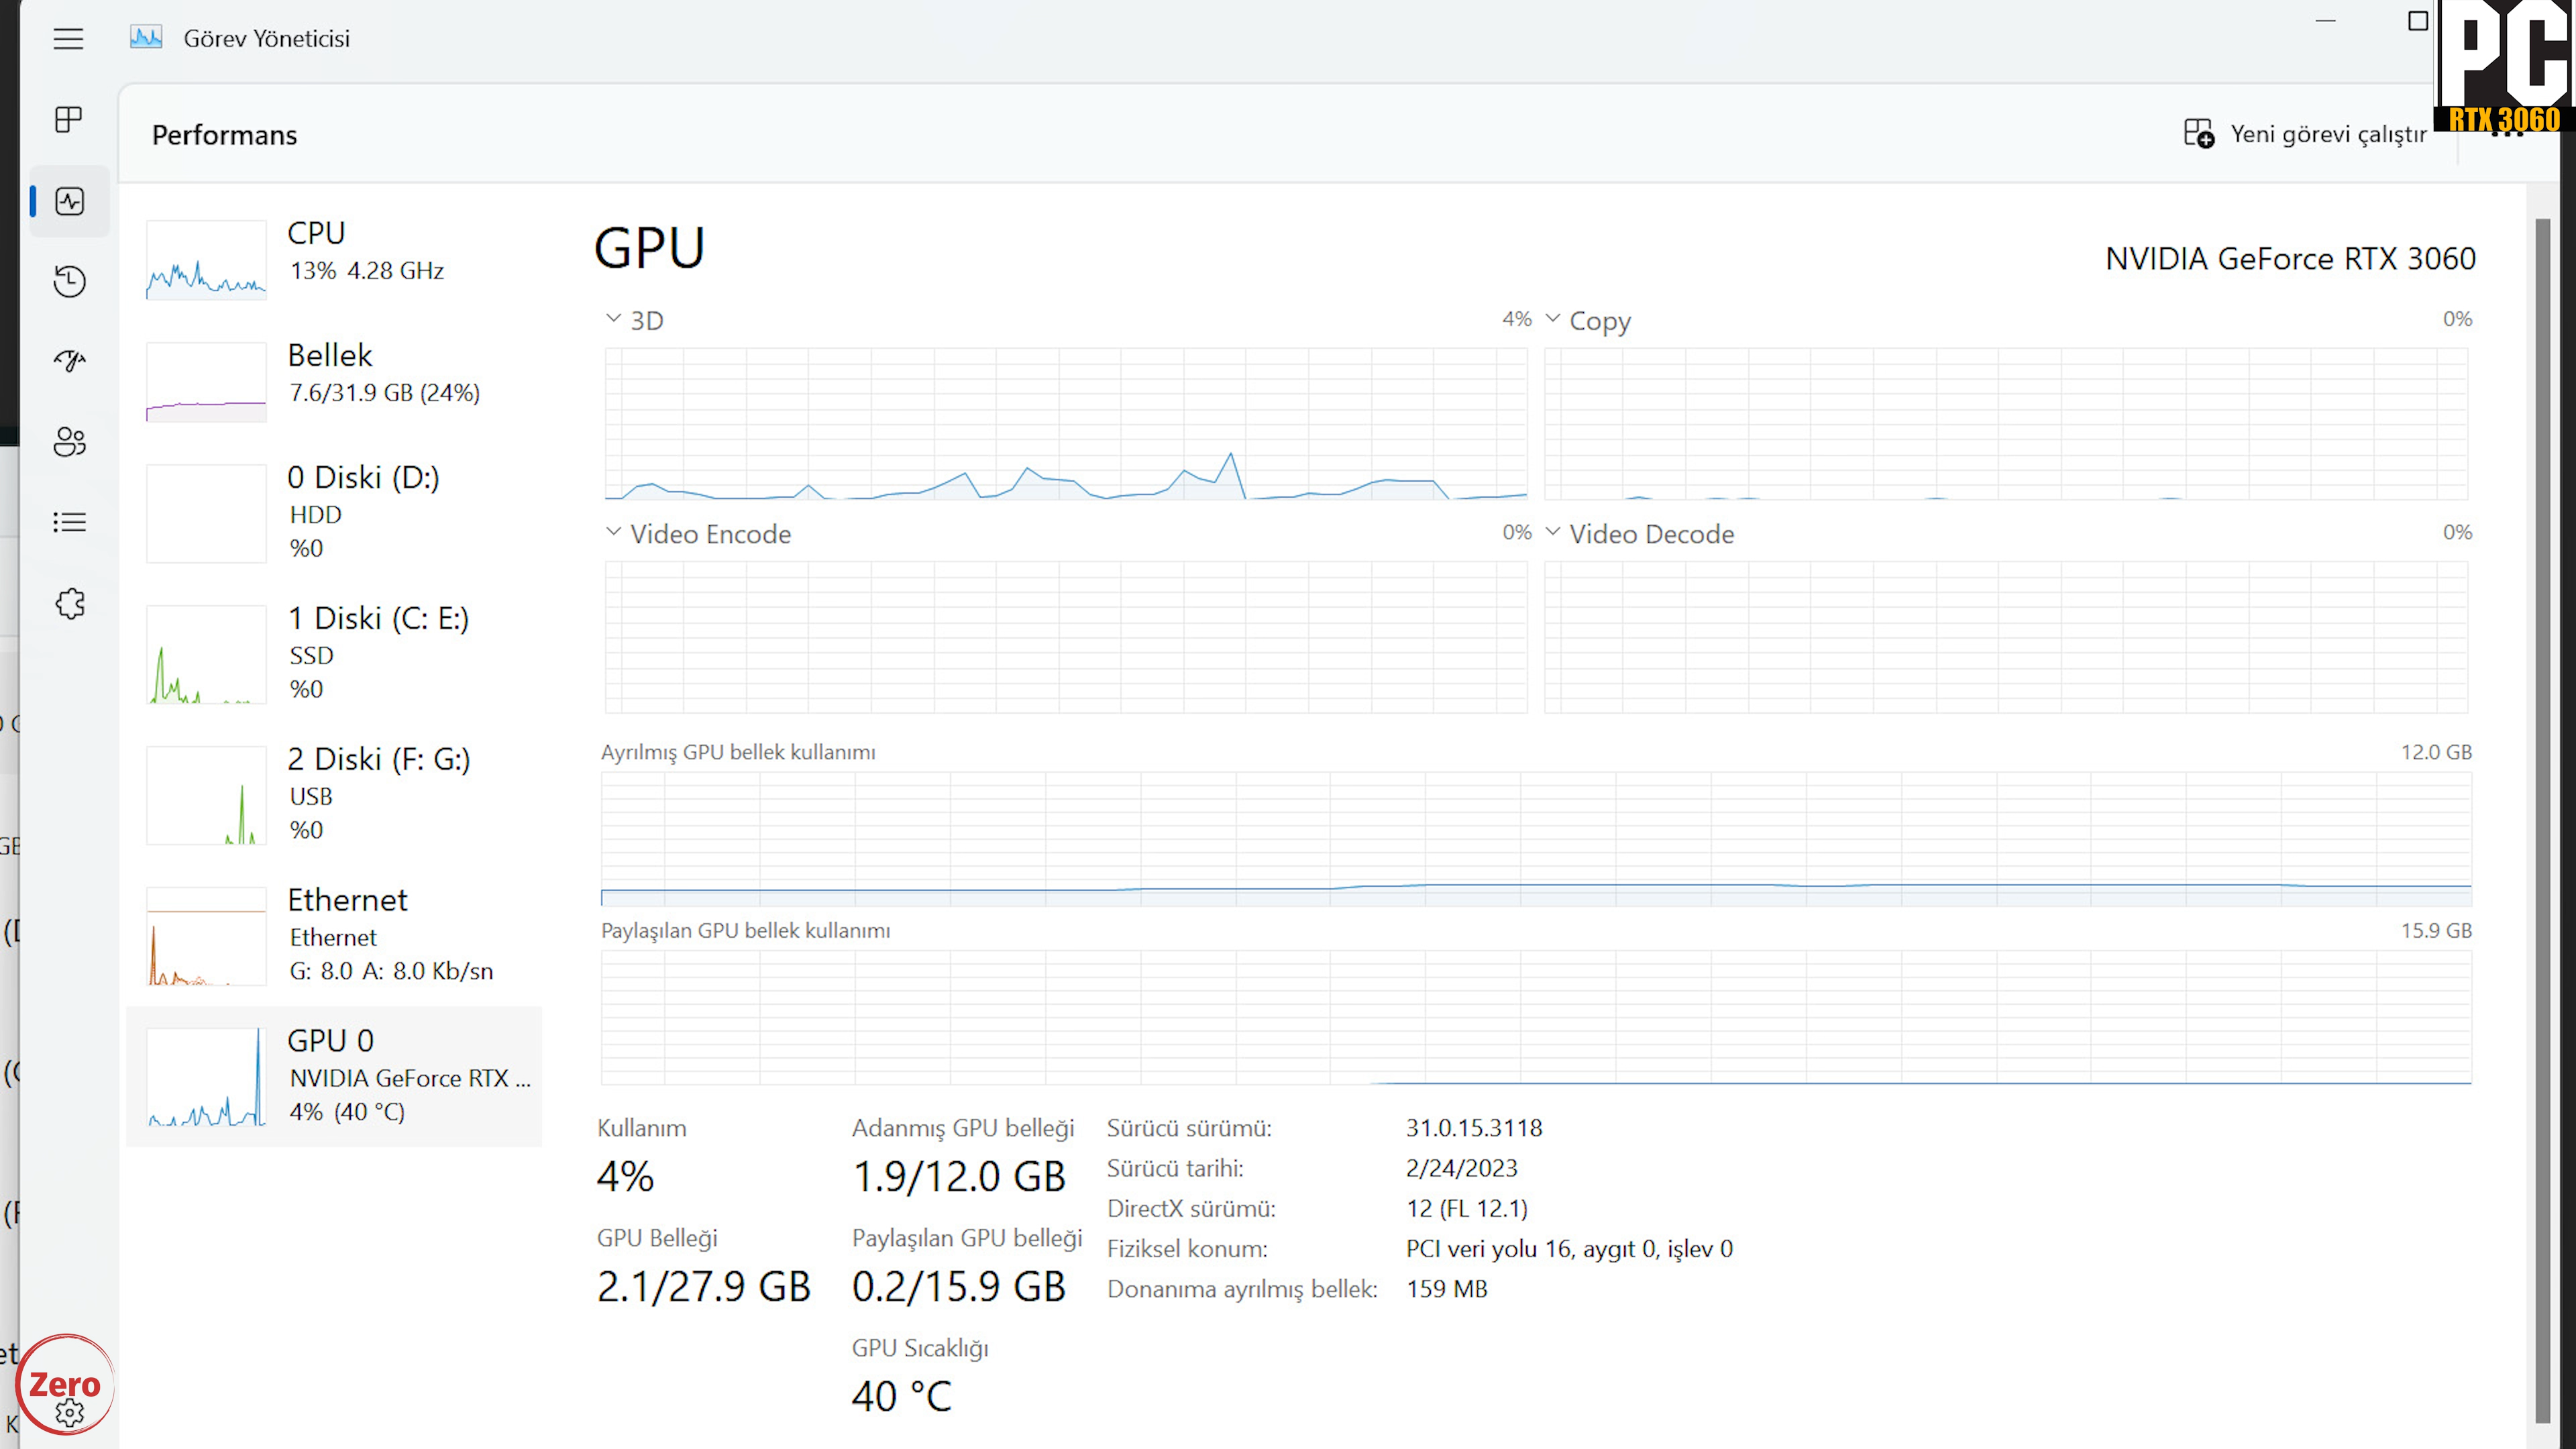 Görev Yöneticisi
PC
RTX 3060
Performans
Yeni görevi çalıştır
CPU
13% 4.28 GHz
Bellek
7.6/31.9 GB (24%)
0 Diski (D:)
HDD
%0
1 Diski (C: E:)
SSD
%0
2 Diski (F: G:)
USB
%0
Ethernet
Ethernet
G: 8.0 A: 8.0 Kb/sn
GPU 0
NVIDIA GeForce RTX ...
4% (40 °C)
GPU
NVIDIA GeForce RTX 3060
3D 4%
Copy 0%
Video Encode 0%
Video Decode 0%
Ayrılmış GPU bellek kullanımı 12.0 GB
Paylaşılan GPU bellek kullanımı 15.9 GB
Kullanım
4%
Adanmış GPU belleği
1.9/12.0 GB
GPU Belleği
2.1/27.9 GB
Paylaşılan GPU belleği
0.2/15.9 GB
GPU Sıcaklığı
40 °C
Sürücü sürümü: 31.0.15.3118
Sürücü tarihi: 2/24/2023
DirectX sürümü: 12 (FL 12.1)
Fiziksel konum: PCI veri yolu 16, aygıt 0, işlev 0
Donanıma ayrılmış bellek: 159 MB
Zero